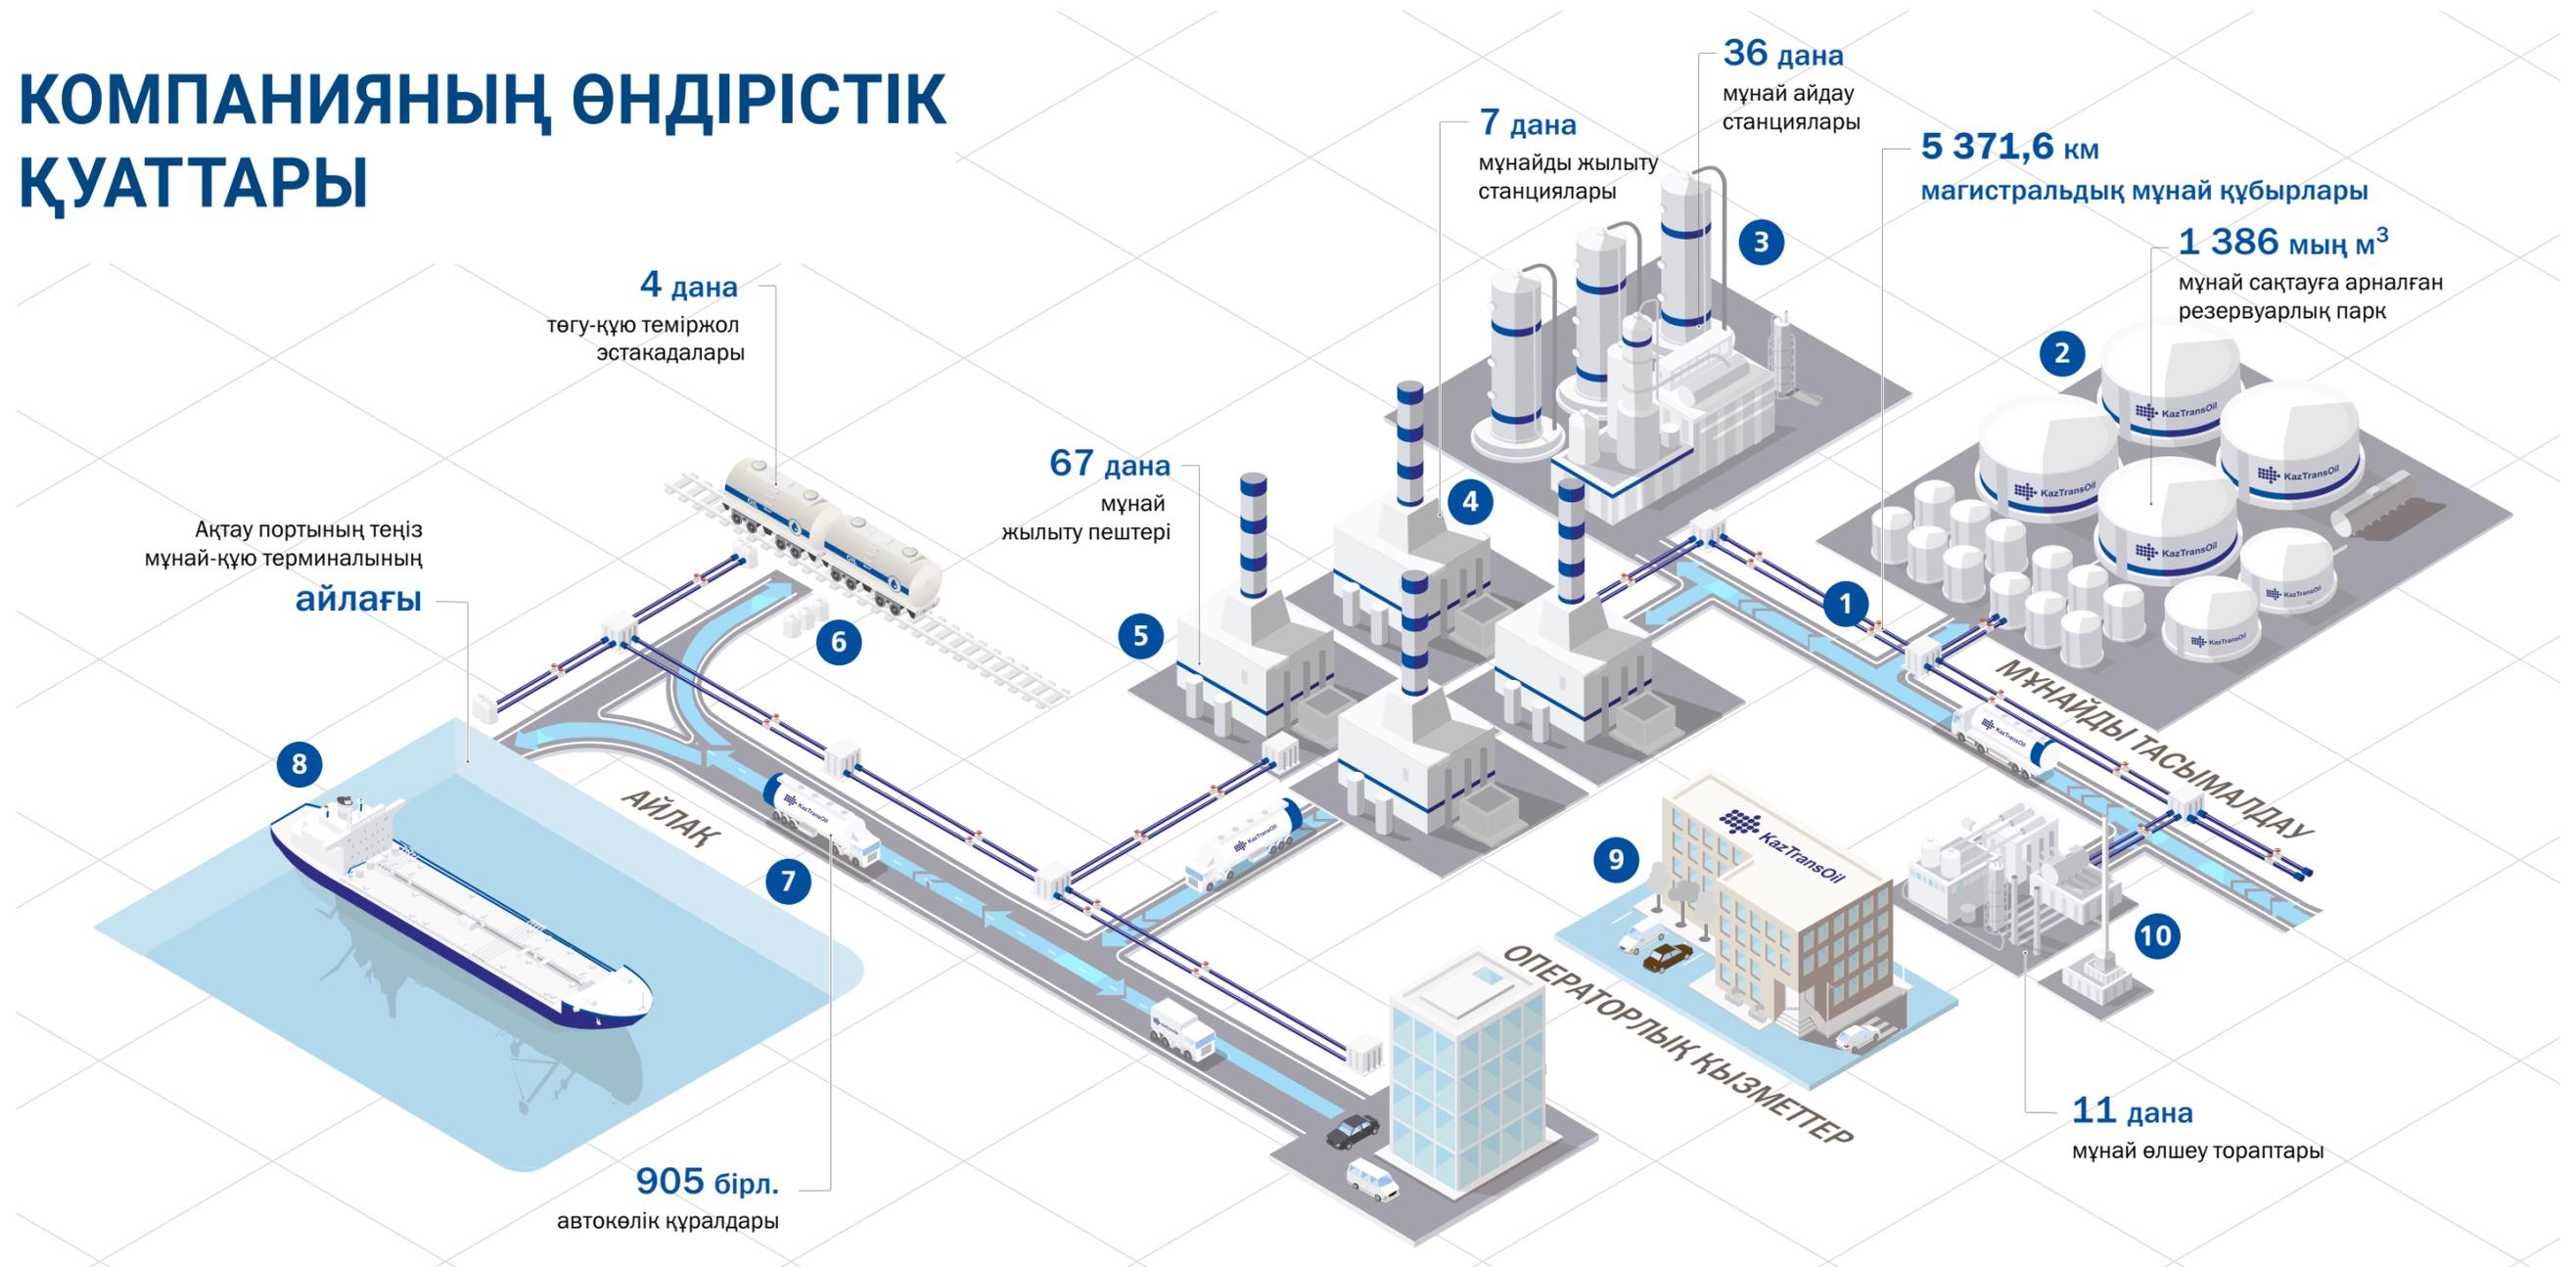 КОМПАНИЯНЫҢ ӨНДІРІСТІК
ҚУАТТАРЫ
36 дана
мұнай айдау
станциялары
7 дана
мұнайды жылыту
станциялары
5 371,6 км
магистральдық мұнай құбырлары
1 386 мың м³
мұнай сақтауға арналған
резервуарлық парк
4 дана
төгу-құю теміржол
эстакадалары
67 дана
мұнай
жылыту пештері
Ақтау портының теңіз
мұнай-құю терминалының
айлағы
3
2
4
1
5
6
8
7
9
10
KazTransOil
KazTransOil
KazTransOil
KazTransOil
KazTransOil
KazTransOil
МҰНАЙДЫ ТАСЫМАЛДАУ
KazTransOil
АЙЛАҚ
KazTransOil
KazTransOil
KazTransOil
ОПЕРАТОРЛЫҚ ҚЫЗМЕТТЕР
11 дана
мұнай өлшеу тораптары
905 бірл.
автокөлік құралдары